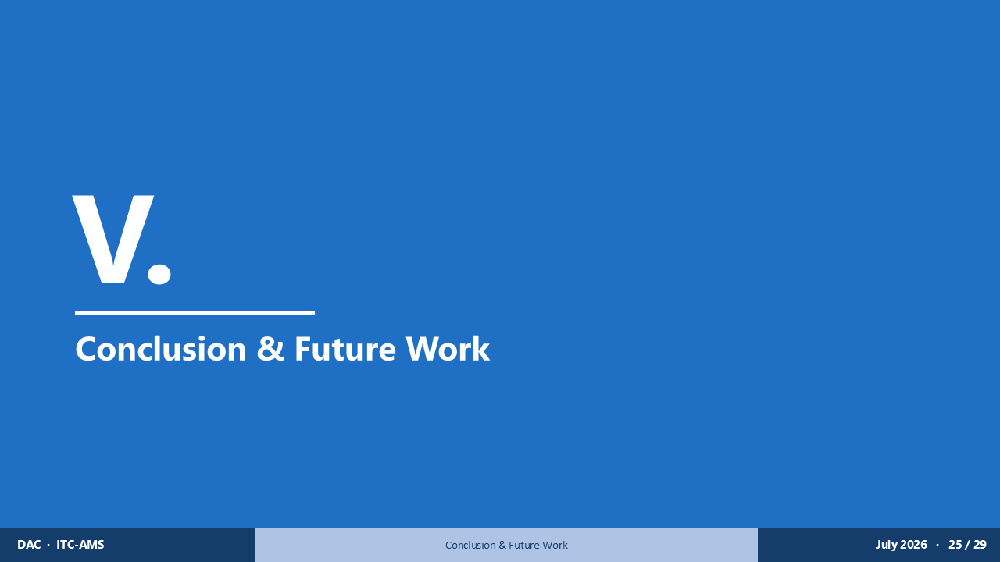 V.
Conclusion & Future Work
DAC · ITC-AMS
Conclusion & Future Work
July 2026 · 25 / 29